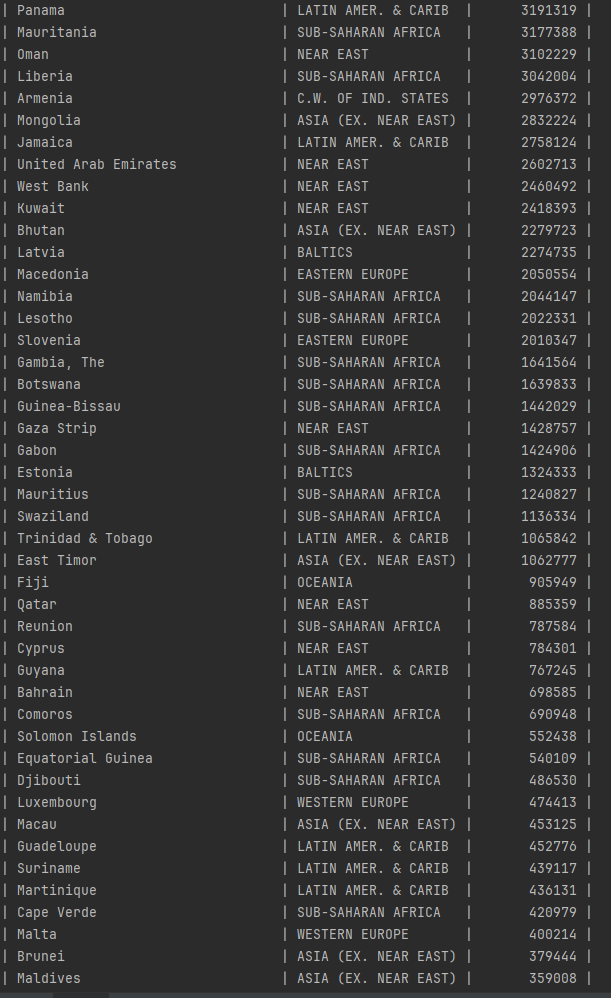 | Panama | LATIN AMER. & CARIB | 3191319 |
| Mauritania | SUB-SAHARAN AFRICA | 3177388 |
| Oman | NEAR EAST | 3102229 |
| Liberia | SUB-SAHARAN AFRICA | 3042004 |
| Armenia | C.W. OF IND. STATES | 2976372 |
| Mongolia | ASIA (EX. NEAR EAST) | 2832224 |
| Jamaica | LATIN AMER. & CARIB | 2758124 |
| United Arab Emirates | NEAR EAST | 2602713 |
| West Bank | NEAR EAST | 2460492 |
| Kuwait | NEAR EAST | 2418393 |
| Bhutan | ASIA (EX. NEAR EAST) | 2279723 |
| Latvia | BALTICS | 2274735 |
| Macedonia | EASTERN EUROPE | 2050554 |
| Namibia | SUB-SAHARAN AFRICA | 2044147 |
| Lesotho | SUB-SAHARAN AFRICA | 2022331 |
| Slovenia | EASTERN EUROPE | 2010347 |
| Gambia, The | SUB-SAHARAN AFRICA | 1641564 |
| Botswana | SUB-SAHARAN AFRICA | 1639833 |
| Guinea-Bissau | SUB-SAHARAN AFRICA | 1442029 |
| Gaza Strip | NEAR EAST | 1428757 |
| Gabon | SUB-SAHARAN AFRICA | 1424906 |
| Estonia | BALTICS | 1324333 |
| Mauritius | SUB-SAHARAN AFRICA | 1240827 |
| Swaziland | SUB-SAHARAN AFRICA | 1136334 |
| Trinidad & Tobago | LATIN AMER. & CARIB | 1065842 |
| East Timor | ASIA (EX. NEAR EAST) | 1062777 |
| Fiji | OCEANIA | 905949 |
| Qatar | NEAR EAST | 885359 |
| Reunion | SUB-SAHARAN AFRICA | 787584 |
| Cyprus | NEAR EAST | 784301 |
| Guyana | LATIN AMER. & CARIB | 767245 |
| Bahrain | NEAR EAST | 698585 |
| Comoros | SUB-SAHARAN AFRICA | 690948 |
| Solomon Islands | OCEANIA | 552438 |
| Equatorial Guinea | SUB-SAHARAN AFRICA | 540109 |
| Djibouti | SUB-SAHARAN AFRICA | 486530 |
| Luxembourg | WESTERN EUROPE | 474413 |
| Macau | ASIA (EX. NEAR EAST) | 453125 |
| Guadeloupe | LATIN AMER. & CARIB | 452776 |
| Suriname | LATIN AMER. & CARIB | 439117 |
| Martinique | LATIN AMER. & CARIB | 436131 |
| Cape Verde | SUB-SAHARAN AFRICA | 420979 |
| Malta | WESTERN EUROPE | 400214 |
| Brunei | ASIA (EX. NEAR EAST) | 379444 |
| Maldives | ASIA (EX. NEAR EAST) | 359008 |